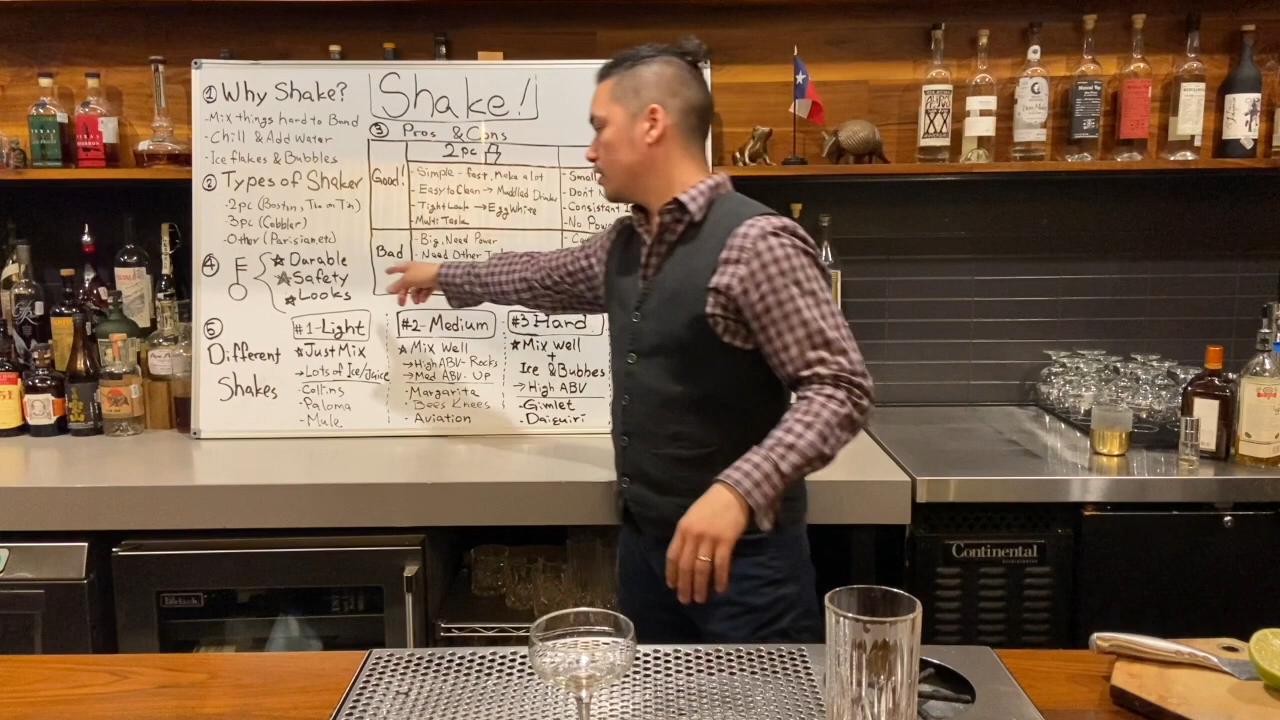 Shake!
① Why Shake?
-Mix things hard to Band
-Chill & Add Water
-Ice flakes & Bubbles
② Types of Shaker
-2pc (Boston, Tin on Tin)
3pc (Cobbler)
-Other (Parisian, etc)
③ Pros & Cons
2pc
Good!
-Simple - fast, Make a lot
-Easy to Clean → Muddled Drinks
-Tight Look → Egg White
Multi Task
-Small
-Don't
-Consistant
-No Power
Bad
-Big, Need Power
-Need Other
④
★ Darable
★ Safety
★ Looks
⑤ Different Shakes
#1-Light
★ Just Mix
→ Lots of Ice/Juice
-Collins
-Paloma
-Mule
#2-Medium
★ Mix Well
→ High ABV-Rocks
→ Med ABV-Up
-Margarita
-Bees Knees
-Aviation
#3 Hard
★ Mix well
+
Ice & Bubbes
→ High ABV
-Gimlet
-Daiquiri
Continental